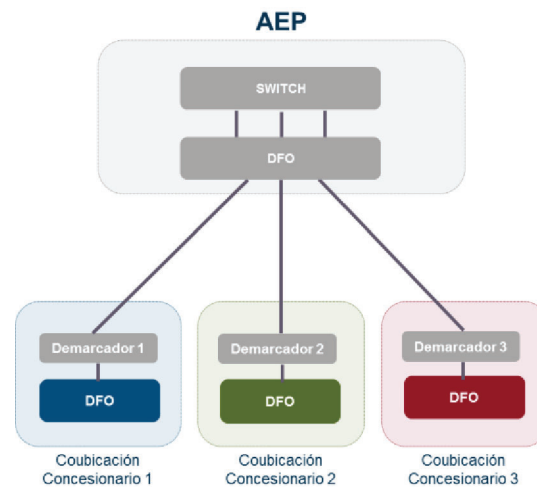 AEP
SWITCH
DFO
Demarcador 1
Demarcador 2
Demarcador 3
DFO
DFO
DFO
Coubicación
Concesionario 1
Coubicación
Concesionario 2
Coubicación
Concesionario 3